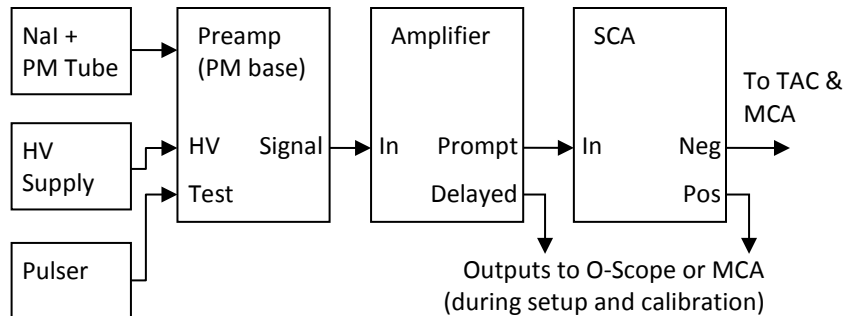 NaI +
PM Tube
Preamp
(PM base)
Amplifier
SCA
To TAC &
MCA
HV
Supply
HV
Signal
In
Prompt
In
Neg
Test
Delayed
Pos
Pulser
Outputs to O-Scope or MCA
(during setup and calibration)